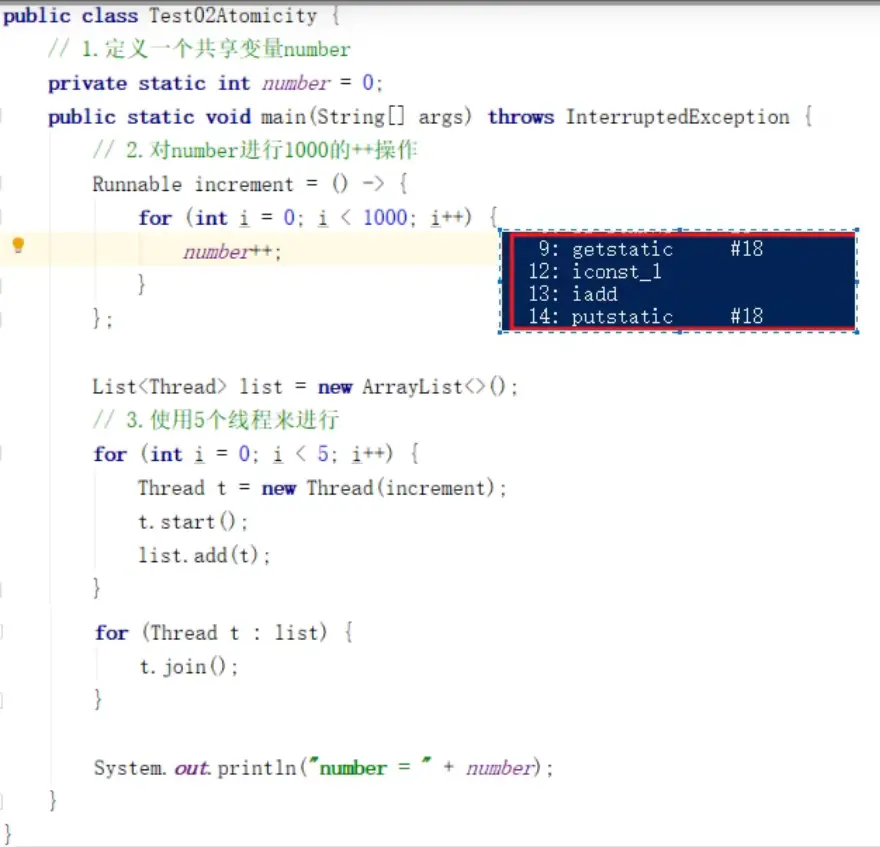 public class Test02Atomicity {
// 1.定义一个共享变量number
private static int number = 0;
public static void main(String[] args) throws InterruptedException {
// 2.对number进行1000的++操作
Runnable increment = () -> {
for (int i = 0; i < 1000; i++) {
number++;
9: getstatic #18
12: iconst_1
13: iadd
14: putstatic #18
}
};
List<Thread> list = new ArrayList<>();
// 3.使用5个线程来进行
for (int i = 0; i < 5; i++) {
Thread t = new Thread(increment);
t.start();
list.add(t);
}
for (Thread t : list) {
t.join();
}
System.out.println("number = " + number);
}
}